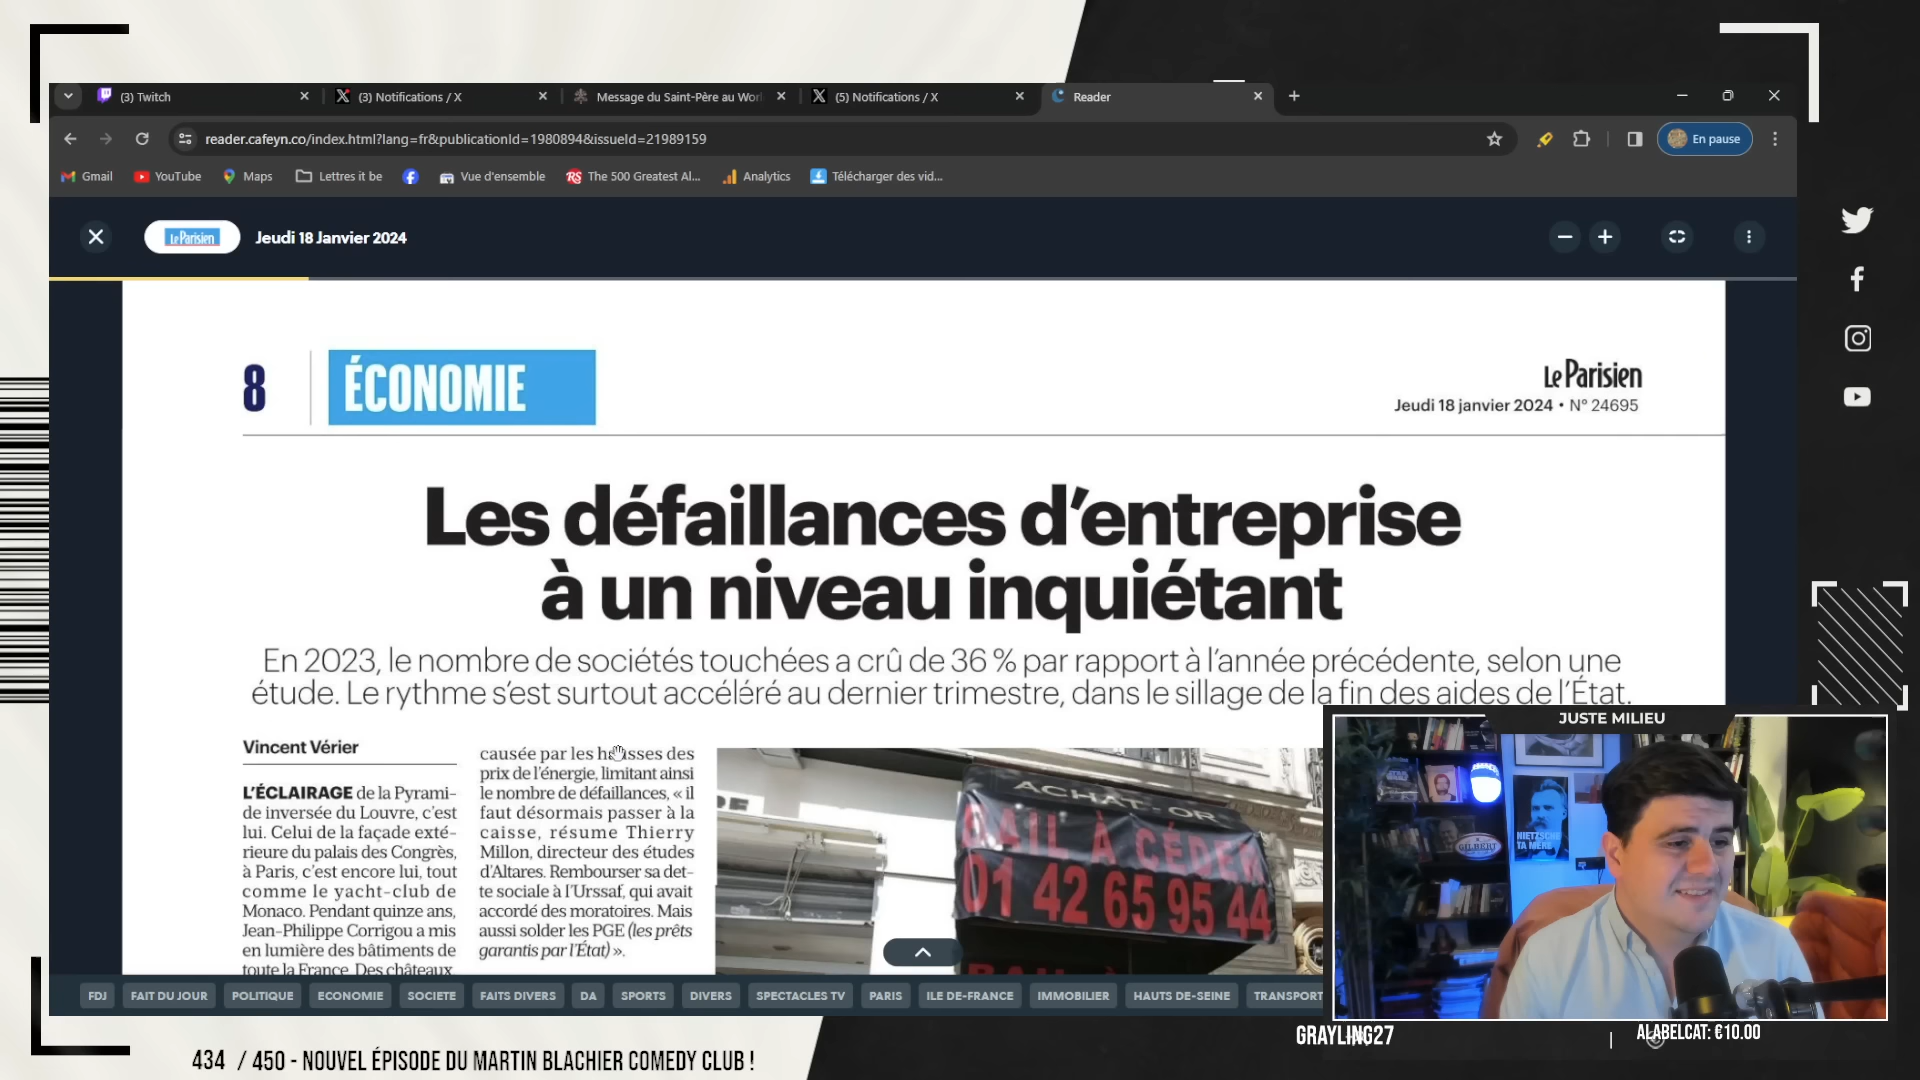 (3) Twitch
(3) Notifications / X
Message du Saint-Père au Wor
(5) Notifications / X
Reader
reader.cafeyn.co/index.html?lang=fr&publicationId=1980894&issueId=21989159
En pause
Gmail
YouTube
Maps
Lettres it be
Vue d'ensemble
The 500 Greatest Al...
Analytics
Télécharger des vid...
Le Parisien
Jeudi 18 Janvier 2024
8
ÉCONOMIE
Le Parisien
Jeudi 18 janvier 2024 • N° 24695
Les défaillances d'entreprise
à un niveau inquiétant
En 2023, le nombre de sociétés touchées a crû de 36 % par rapport à l'année précédente, selon une
étude. Le rythme s'est surtout accéléré au dernier trimestre, dans le sillage de la fin des aides de l'État.
Vincent Vérier
L'ÉCLAIRAGE de la Pyrami-
de inversée du Louvre, c'est
lui. Celui de la façade exté-
rieure du palais des Congrès,
à Paris, c'est encore lui, tout
comme le yacht-club de
Monaco. Pendant quinze ans,
Jean-Philippe Corrigou a mis
en lumière des bâtiments de
toute la France. Des châteaux,
causée par les hausses des
prix de l'énergie, limitant ainsi
le nombre de défaillances, « il
faut désormais passer à la
caisse, résume Thierry
Millon, directeur des études
d'Altares. Rembourser sa det-
te sociale à l'Urssaf, qui avait
accordé des moratoires. Mais
aussi solder les PGE (les prêts
garantis par l'État) ».
ACHAT-OR
BAIL À CÉDER
01 42 65 95 44
JUSTE MILIEU
NIETZSCHE
TA MÈRE
GILBERT
FDJ
FAIT DU JOUR
POLITIQUE
ECONOMIE
SOCIETE
FAITS DIVERS
DA
SPORTS
DIVERS
SPECTACLES TV
PARIS
ILE DE-FRANCE
IMMOBILIER
HAUTS DE-SEINE
TRANSPORT
434 / 450 - NOUVEL ÉPISODE DU MARTIN BLACHIER COMEDY CLUB !
GRAYLING27
ALABELCAT: €10.00